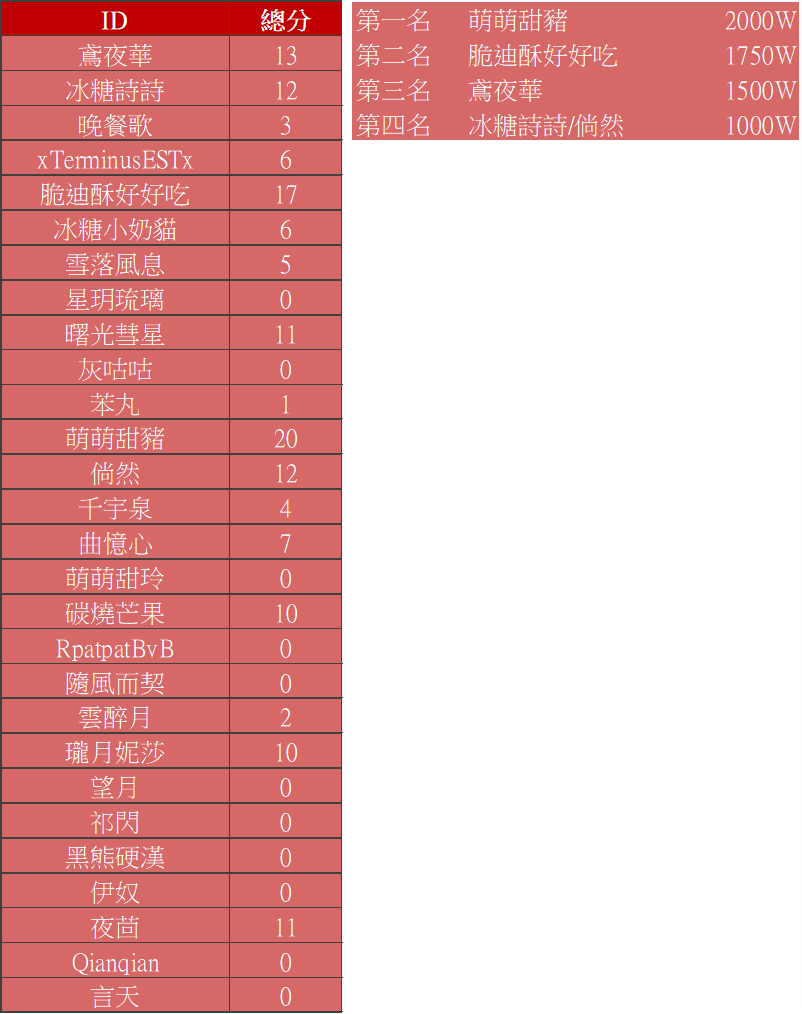 ID 總分
鳶夜華 13
冰糖詩詩 12
晚餐歌 3
xTerminusESTx 6
脆迪酥好好吃 17
冰糖小奶貓 6
雪落風息 5
星玥琉璃 0
曙光彗星 11
灰咕咕 0
苯丸 1
萌萌甜豬 20
倘然 12
千宇泉 4
曲憶心 7
萌萌甜玲 0
碳燒芒果 10
RpatpatBvB 0
隨風而契 0
雲醉月 2
瓏月妮莎 10
望月 0
祁閃 0
黑熊硬漢 0
伊奴 0
夜茴 11
Qianqian 0
言天 0
第一名 萌萌甜豬 2000W
第二名 脆迪酥好好吃 1750W
第三名 鳶夜華 1500W
第四名 冰糖詩詩/倘然 1000W